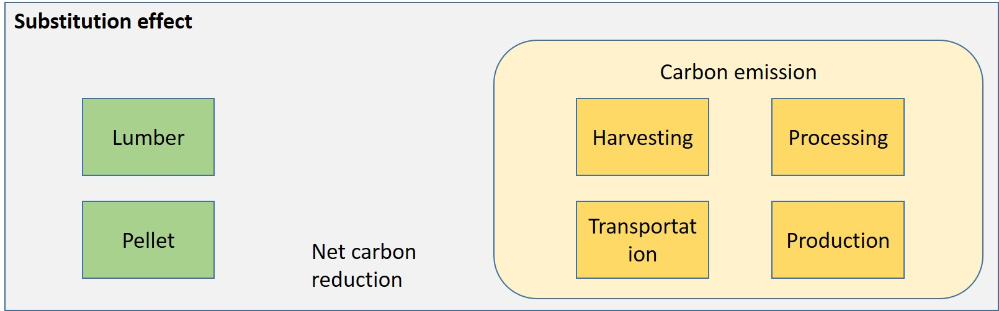 Substitution effect
Carbon emission
Lumber
Harvesting
Processing
Pellet
Transportat
ion
Production
Net carbon
reduction